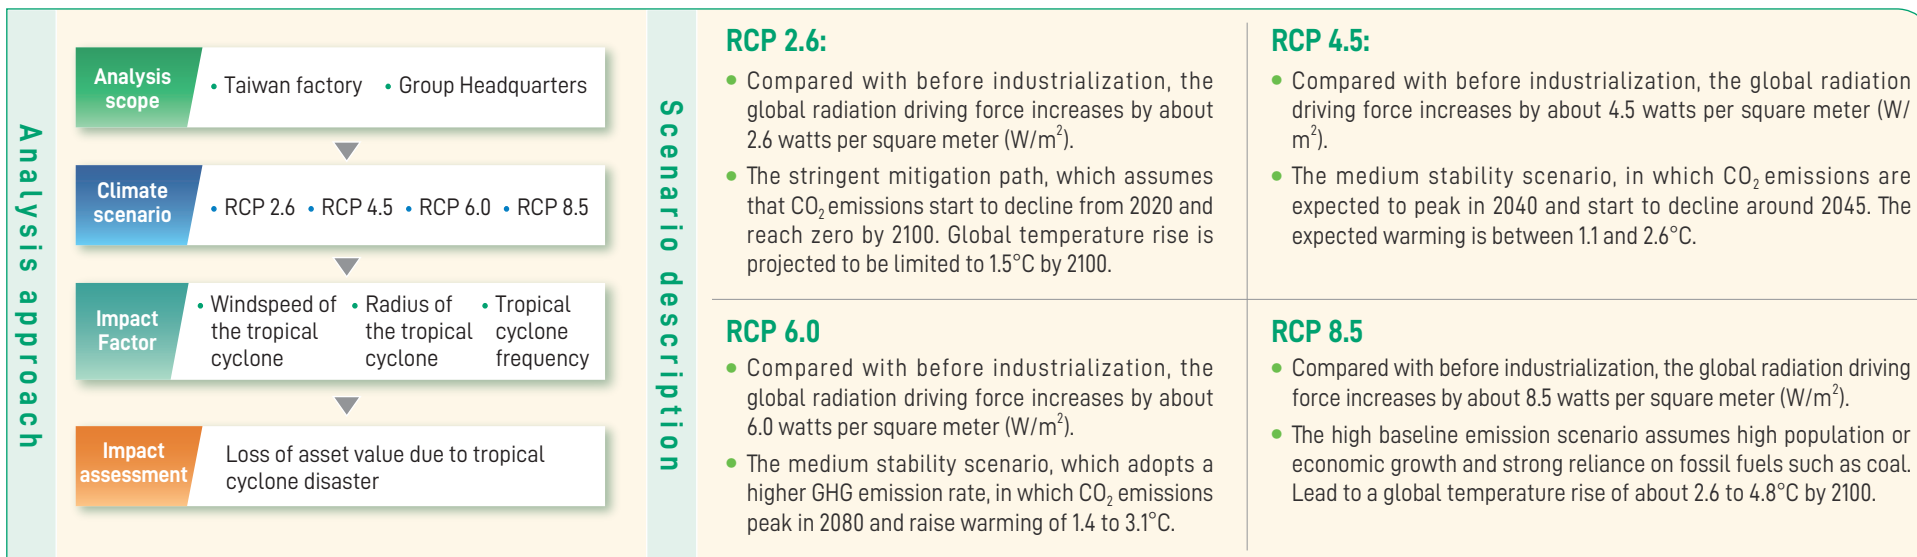 Analysis approach
Analysis
scope
• Taiwan factory • Group Headquarters
Climate
scenario
• RCP 2.6 • RCP 4.5 • RCP 6.0 • RCP 8.5
Impact
Factor
• Windspeed of
the tropical
cyclone
• Radius of
the tropical
cyclone
• Tropical
cyclone
frequency
Impact
assessment
Loss of asset value due to tropical
cyclone disaster
Scenario description
RCP 2.6:
• Compared with before industrialization, the
global radiation driving force increases by about
2.6 watts per square meter (W/m²).
• The stringent mitigation path, which assumes
that CO₂ emissions start to decline from 2020 and
reach zero by 2100. Global temperature rise is
projected to be limited to 1.5°C by 2100.
RCP 4.5:
• Compared with before industrialization, the global radiation
driving force increases by about 4.5 watts per square meter (W/
m²).
• The medium stability scenario, in which CO₂ emissions are
expected to peak in 2040 and start to decline around 2045. The
expected warming is between 1.1 and 2.6°C.
RCP 6.0
• Compared with before industrialization, the
global radiation driving force increases by about
6.0 watts per square meter (W/m²).
• The medium stability scenario, which adopts a
higher GHG emission rate, in which CO₂ emissions
peak in 2080 and raise warming of 1.4 to 3.1°C.
RCP 8.5
• Compared with before industrialization, the global radiation driving
force increases by about 8.5 watts per square meter (W/m²).
• The high baseline emission scenario assumes high population or
economic growth and strong reliance on fossil fuels such as coal.
Lead to a global temperature rise of about 2.6 to 4.8°C by 2100.